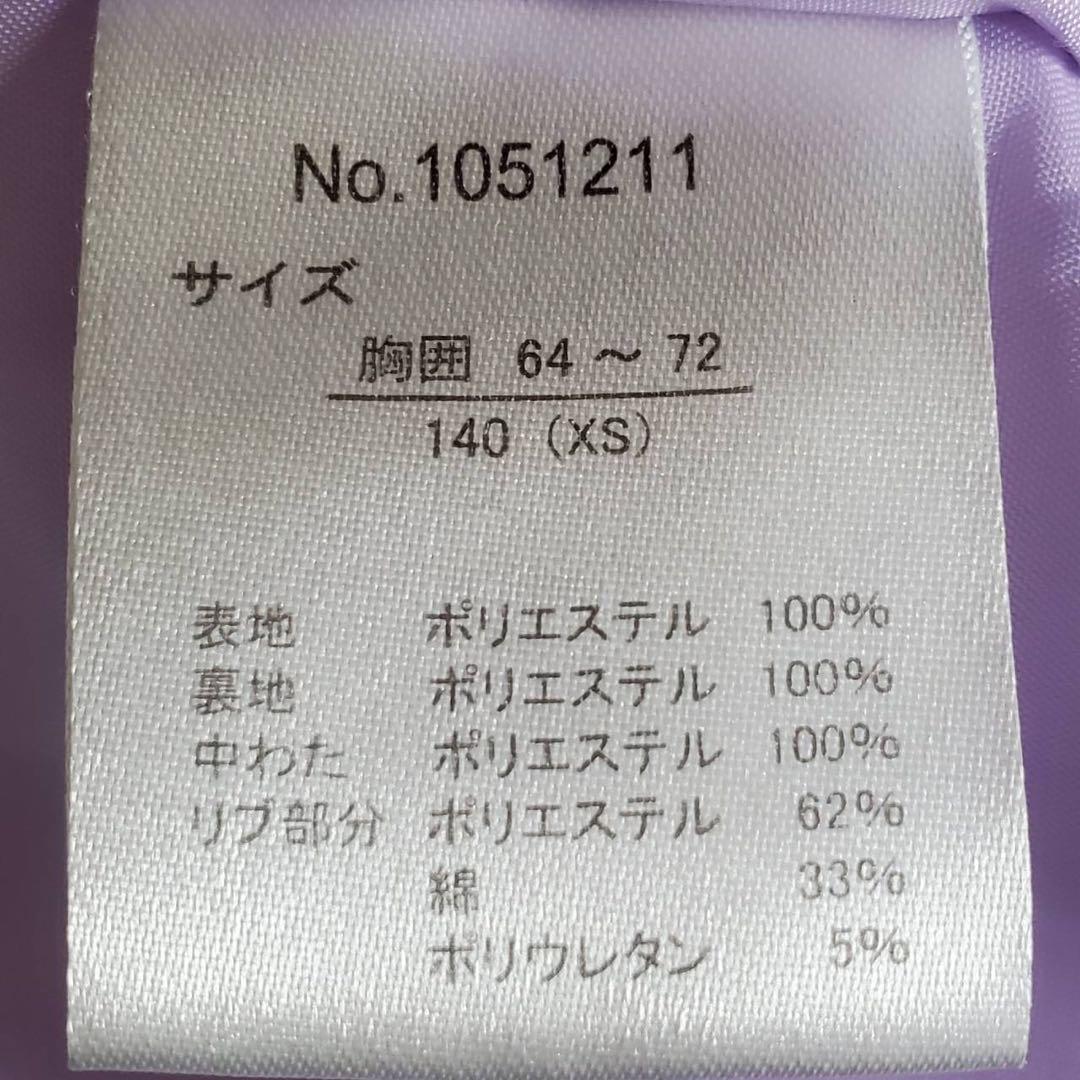 No.1051211
サイズ
胸囲 64 ～ 72
140 （XS）
表地 ポリエステル 100%
裏地 ポリエステル 100%
中わた ポリエステル 100%
リブ部分 ポリエステル 62%
綿 33%
ポリウレタン 5%